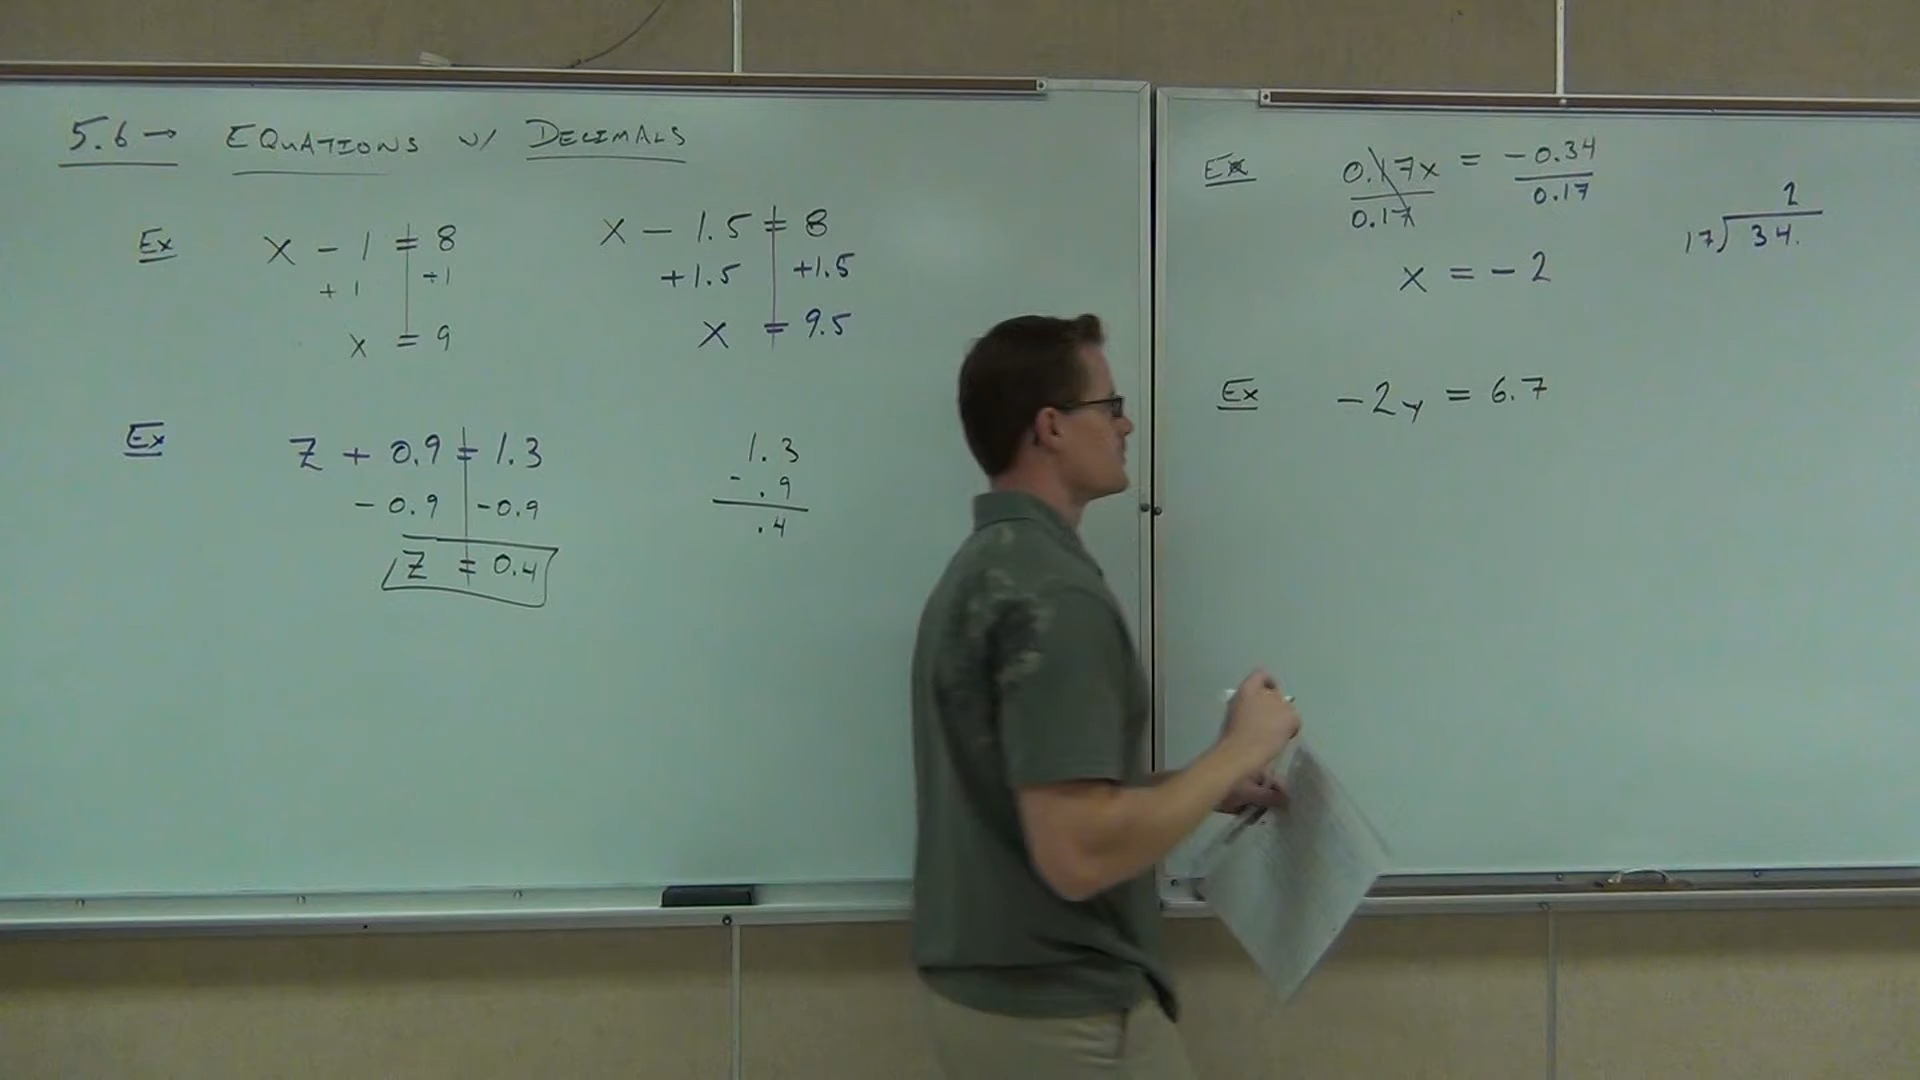 5.6 → EQUATIONS W/ DECIMALS
Ex x - 1 = 8
+ 1 +1
x = 9
x - 1.5 = 8
+1.5 +1.5
x = 9.5
Ex z + 0.9 = 1.3
- 0.9 -0.9
z = 0.4
1.3
- .9
.4
Ex 0.17x = -0.34
0.17 0.17
x = -2
2
17) 34.
Ex -2y = 6.7